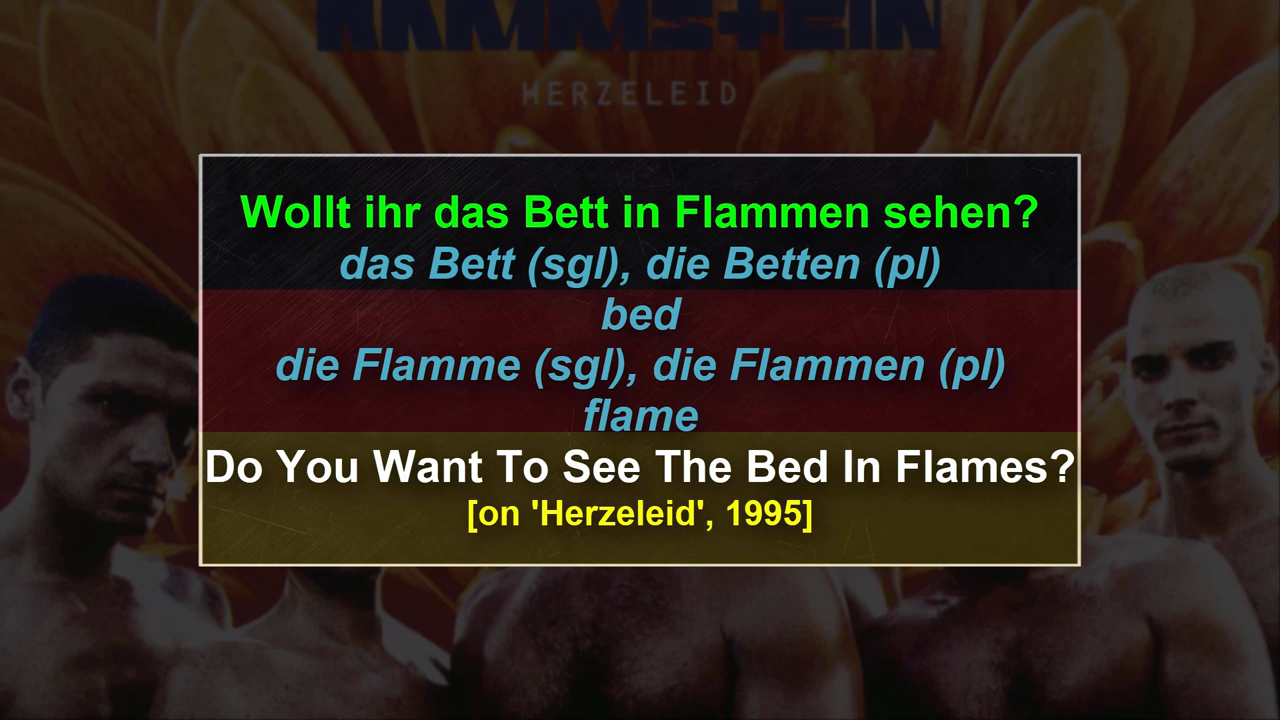 RAMMSTEIN
HERZELEID
Wollt ihr das Bett in Flammen sehen?
das Bett (sgl), die Betten (pl)
bed
die Flamme (sgl), die Flammen (pl)
flame
Do You Want To See The Bed In Flames?
[on 'Herzeleid', 1995]